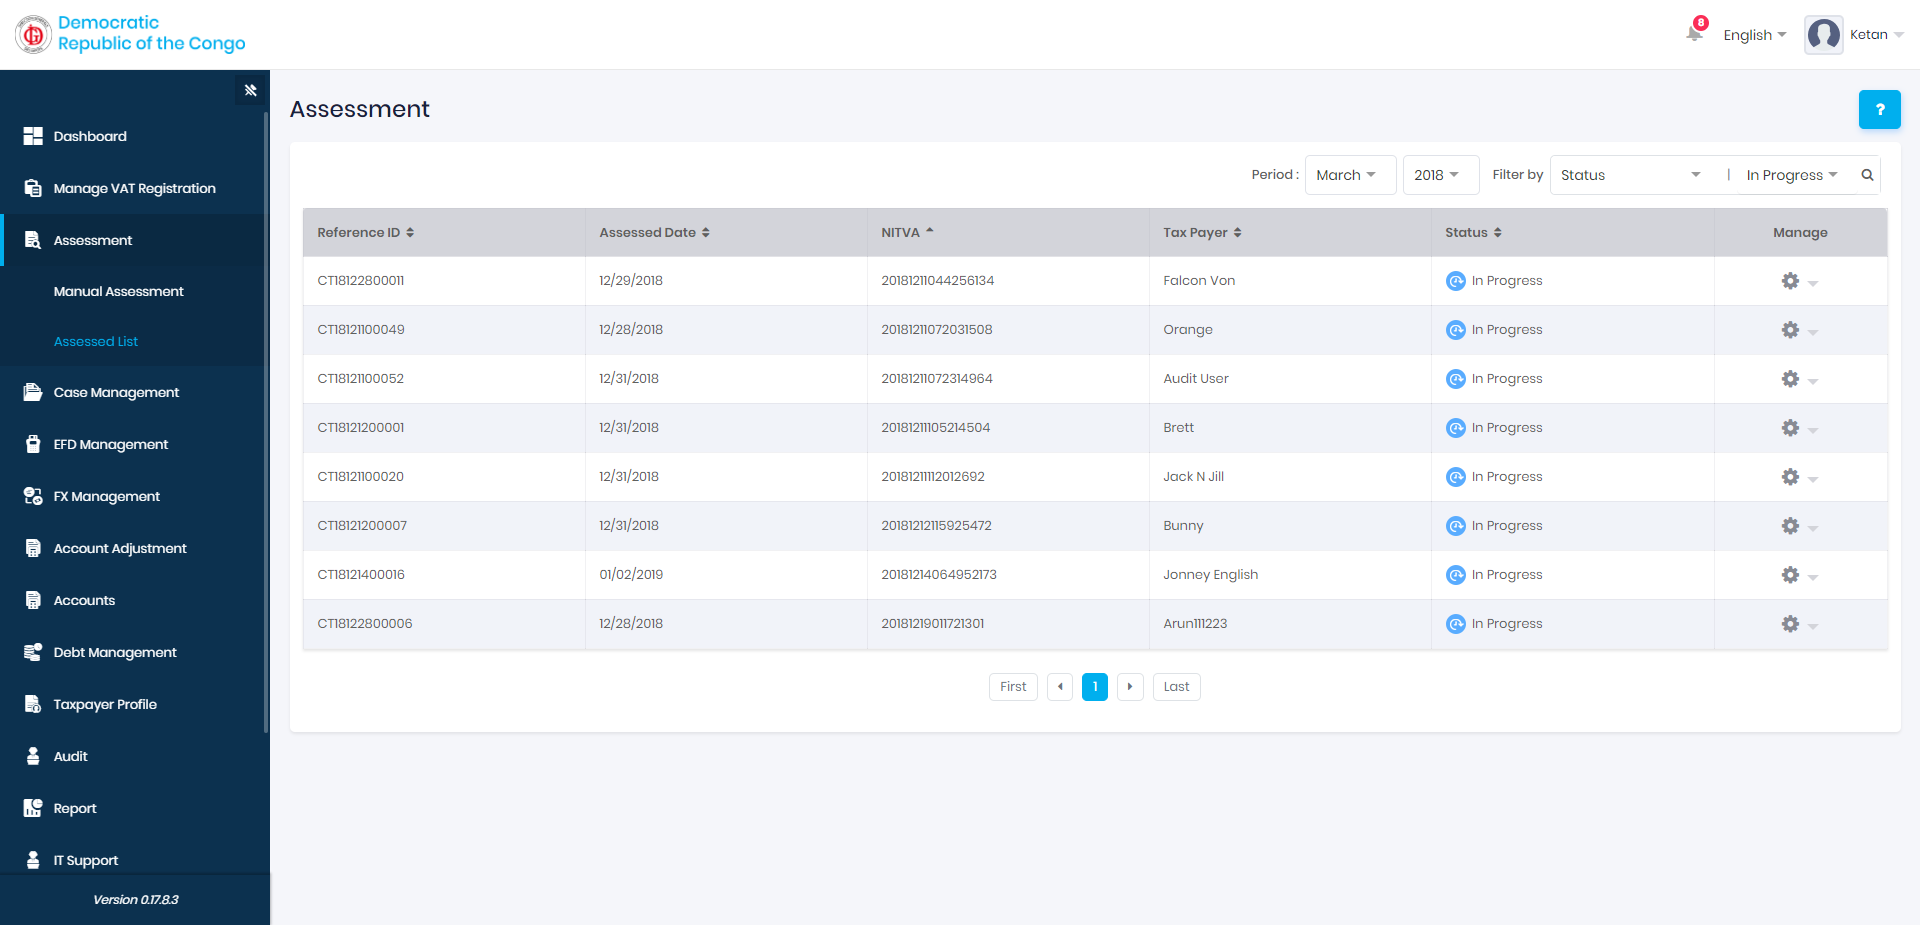 Democratic
Republic of the Congo
8
English
Ketan
Dashboard
Manage VAT Registration
Assessment
Manual Assessment
Assessed List
Case Management
EFD Management
FX Management
Account Adjustment
Accounts
Debt Management
Taxpayer Profile
Audit
Report
IT Support
Version 0.17.8.3
Assessment
?
Period : March 2018 Filter by Status | In Progress
Reference ID Assessed Date NITVA Tax Payer Status Manage
CT18122800011 12/29/2018 20181211044256134 Falcon Von In Progress
CT18121100049 12/28/2018 20181211072031508 Orange In Progress
CT18121100052 12/31/2018 20181211072314964 Audit User In Progress
CT18121200001 12/31/2018 20181211105214504 Brett In Progress
CT18121100020 12/31/2018 20181211112012692 Jack N Jill In Progress
CT18121200007 12/31/2018 20181212115925472 Bunny In Progress
CT18121400016 01/02/2019 20181214064952173 Jonney English In Progress
CT18122800006 12/28/2018 20181219011721301 Arun111223 In Progress
First 1 Last